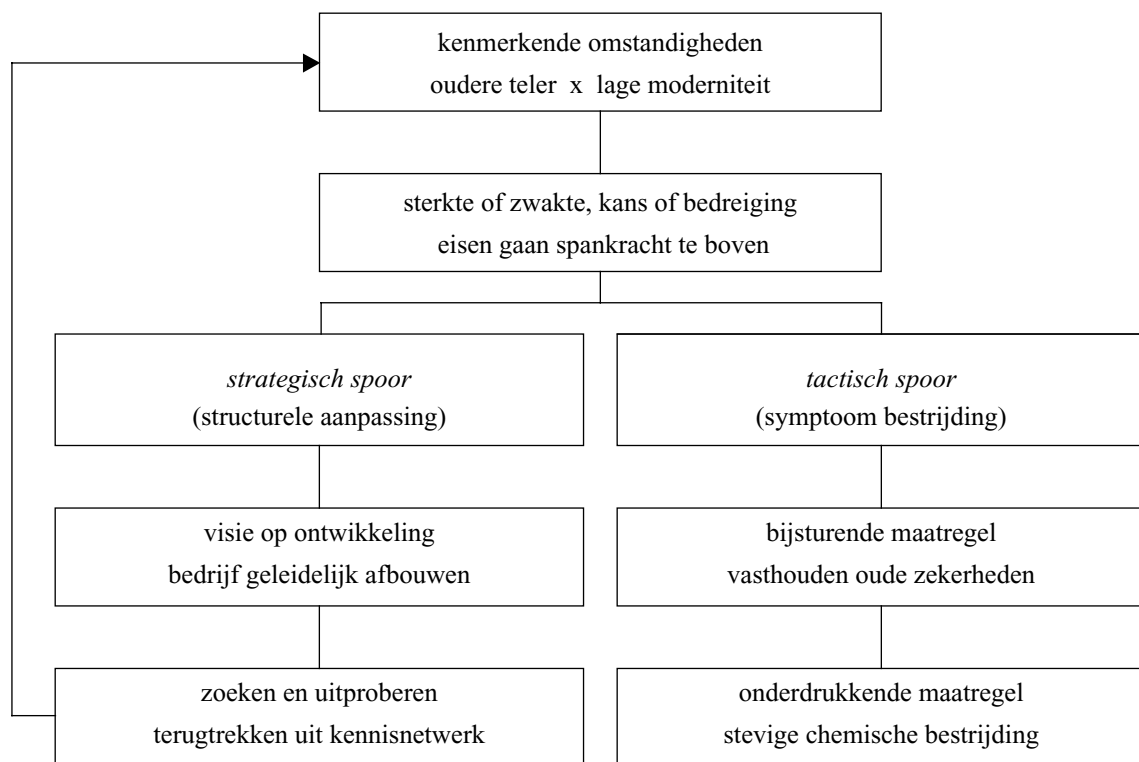 kenmerkende omstandigheden
oudere teler x lage moderniteit
sterkte of zwakte, kans of bedreiging
eisen gaan spankracht te boven
strategisch spoor
(structurele aanpassing)
tactisch spoor
(symptoom bestrijding)
visie op ontwikkeling
bedrijf geleidelijk afbouwen
bijsturende maatregel
vasthouden oude zekerheden
zoeken en uitproberen
terugtrekken uit kennisnetwerk
onderdrukkende maatregel
stevige chemische bestrijding